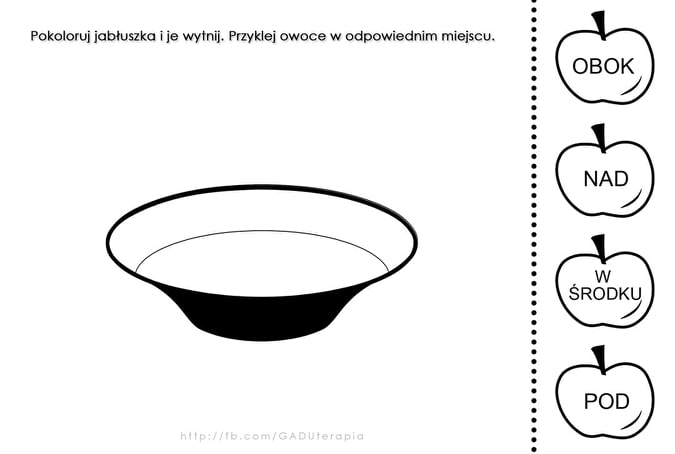 Pokoloruj jabłuszka i je wytnij. Przyklej owoce w odpowiednim miejscu.
OBOK
NAD
W
ŚRODKU
POD
http://fb.com/GADUterapia